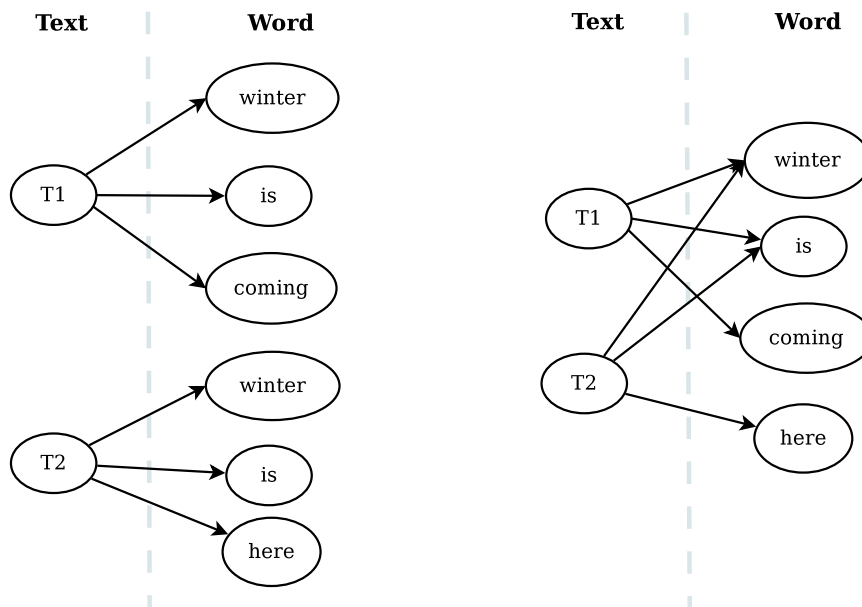 Text Word
winter
T1 is
coming
winter
T2 is
here
Text Word
winter
T1
is
coming
T2
here